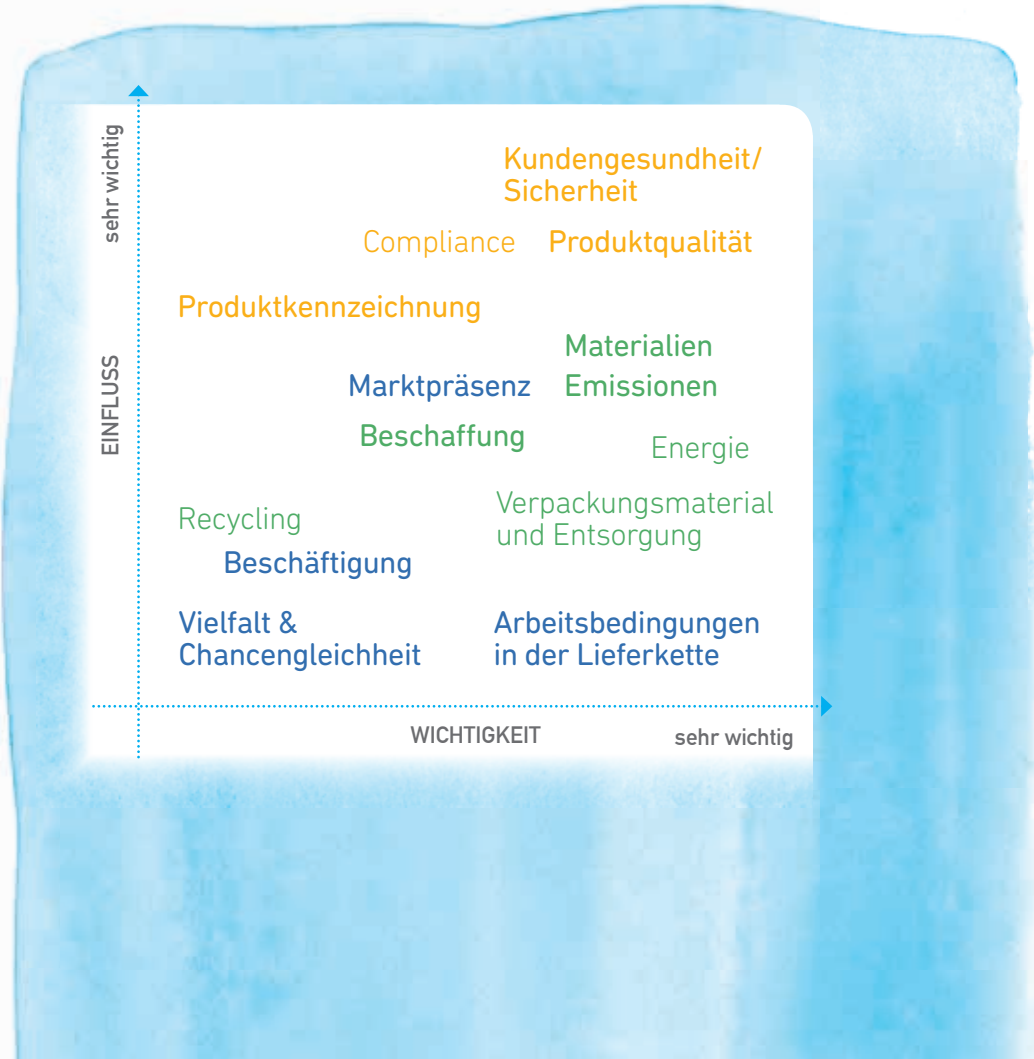 sehr wichtig
EINFLUSS
Kundengesundheit/
Sicherheit
Compliance
Produktqualität
Produktkennzeichnung
Materialien
Marktpräsenz
Emissionen
Beschaffung
Energie
Recycling
Verpackungsmaterial
und Entsorgung
Beschäftigung
Vielfalt &
Chancengleichheit
Arbeitsbedingungen
in der Lieferkette
WICHTIGKEIT
sehr wichtig